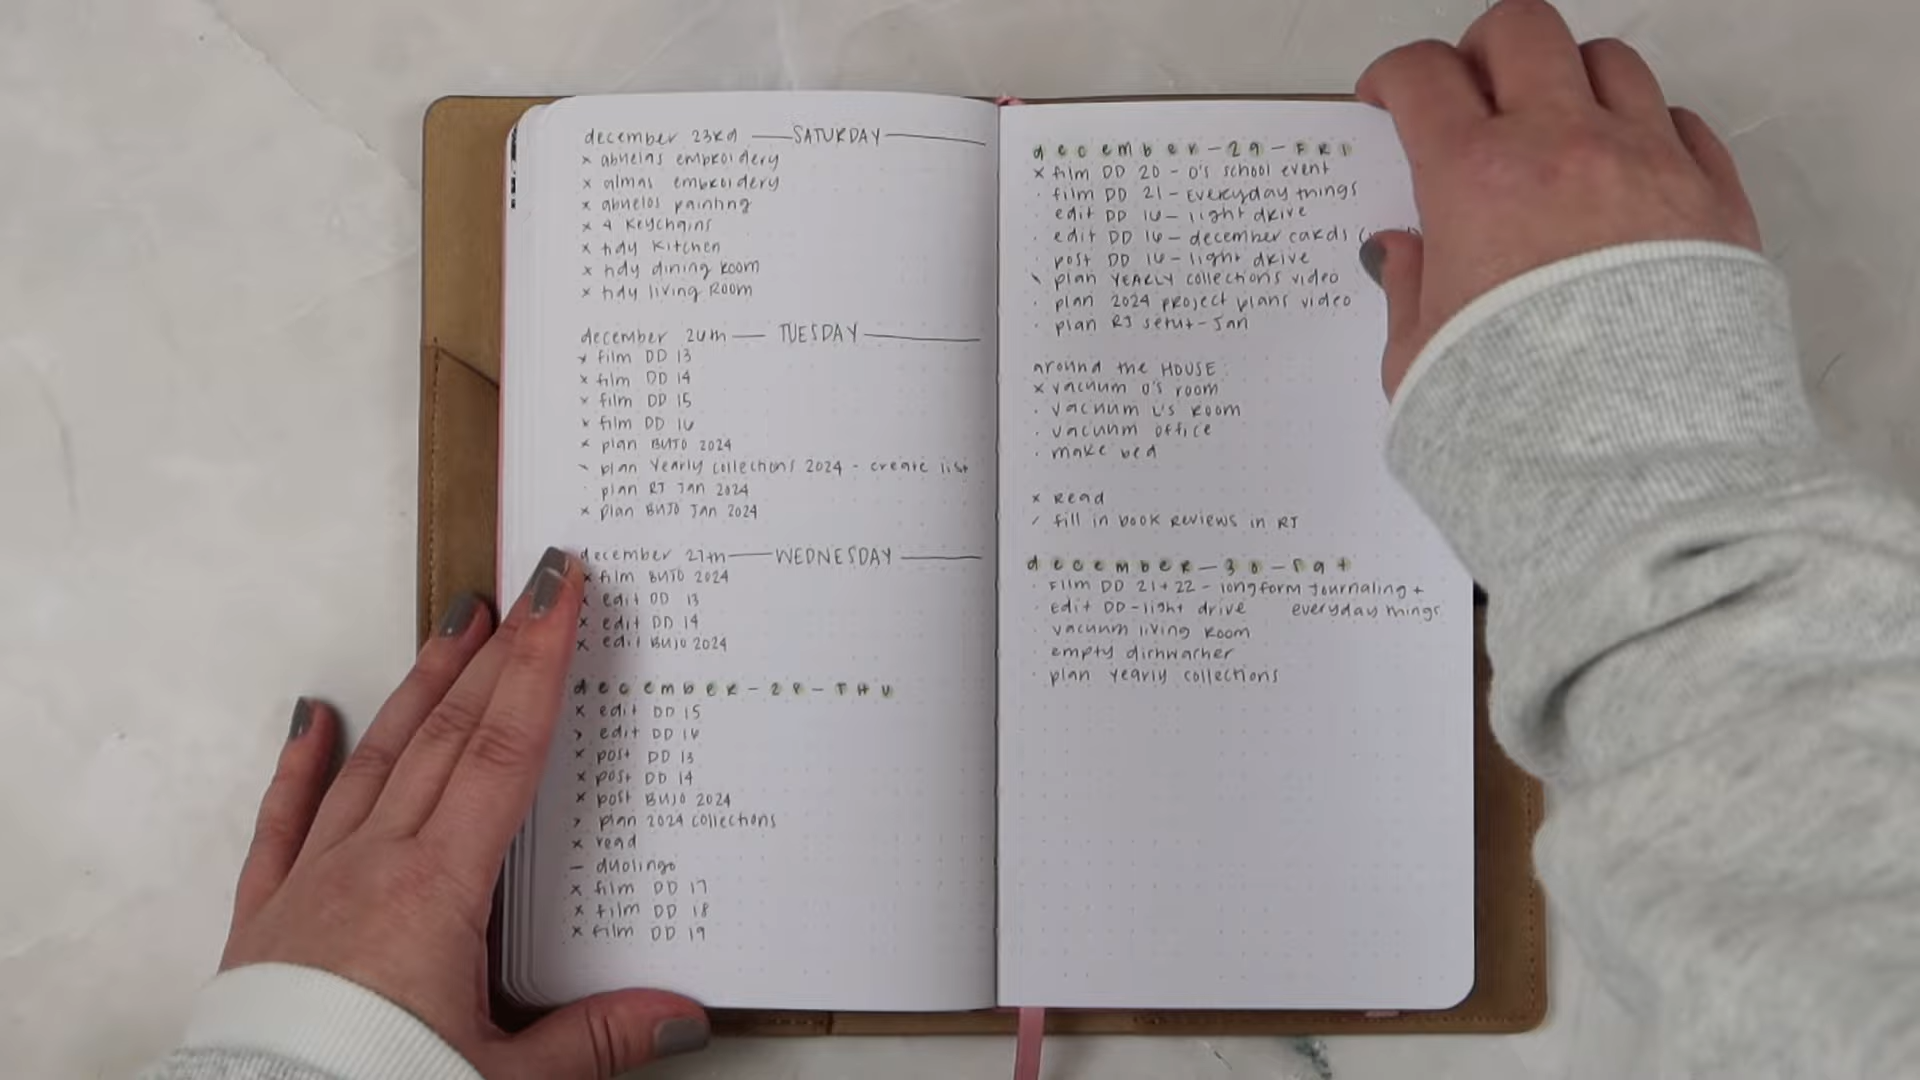 december 23rd — SATURDAY —
x abuelas embroidery
x almas embroidery
x abuelos painting
x 4 keychains
x tidy kitchen
x tidy dining room
x tidy living room
december 26th — TUESDAY —
x film DD 13
x film DD 14
x film DD 15
x film DD 16
x plan BUJO 2024
\ plan Yearly collections 2024 - create list
· plan RJ Jan 2024
x plan BUJO Jan 2024
december 27th — WEDNESDAY —
x film BUJO 2024
x edit DD 13
x edit DD 14
x edit BUJO 2024
december-28-THU
x edit DD 15
> edit DD 16
x post DD 13
x post DD 14
x post BUJO 2024
> plan 2024 collections
x read
— duolingo
x film DD 17
x film DD 18
x film DD 19
december-29-FRI
x film DD 20 - O's school event
· film DD 21 - Everyday things
· edit DD 16 - light drive
· edit DD 16 - december cards
· post DD 16 - light drive
\ plan YEARLY collections video
· plan 2024 project plans video
· plan RJ setup - Jan
around the HOUSE:
x vacuum O's room
· vacuum L's room
· vacuum office
· make bed
x read
/ fill in book reviews in RJ
december-30-sat
· Film DD 21 + 22 - longform journaling +
· edit DD - light drive everyday things
· vacuum living room
· empty dishwasher
· plan yearly collections